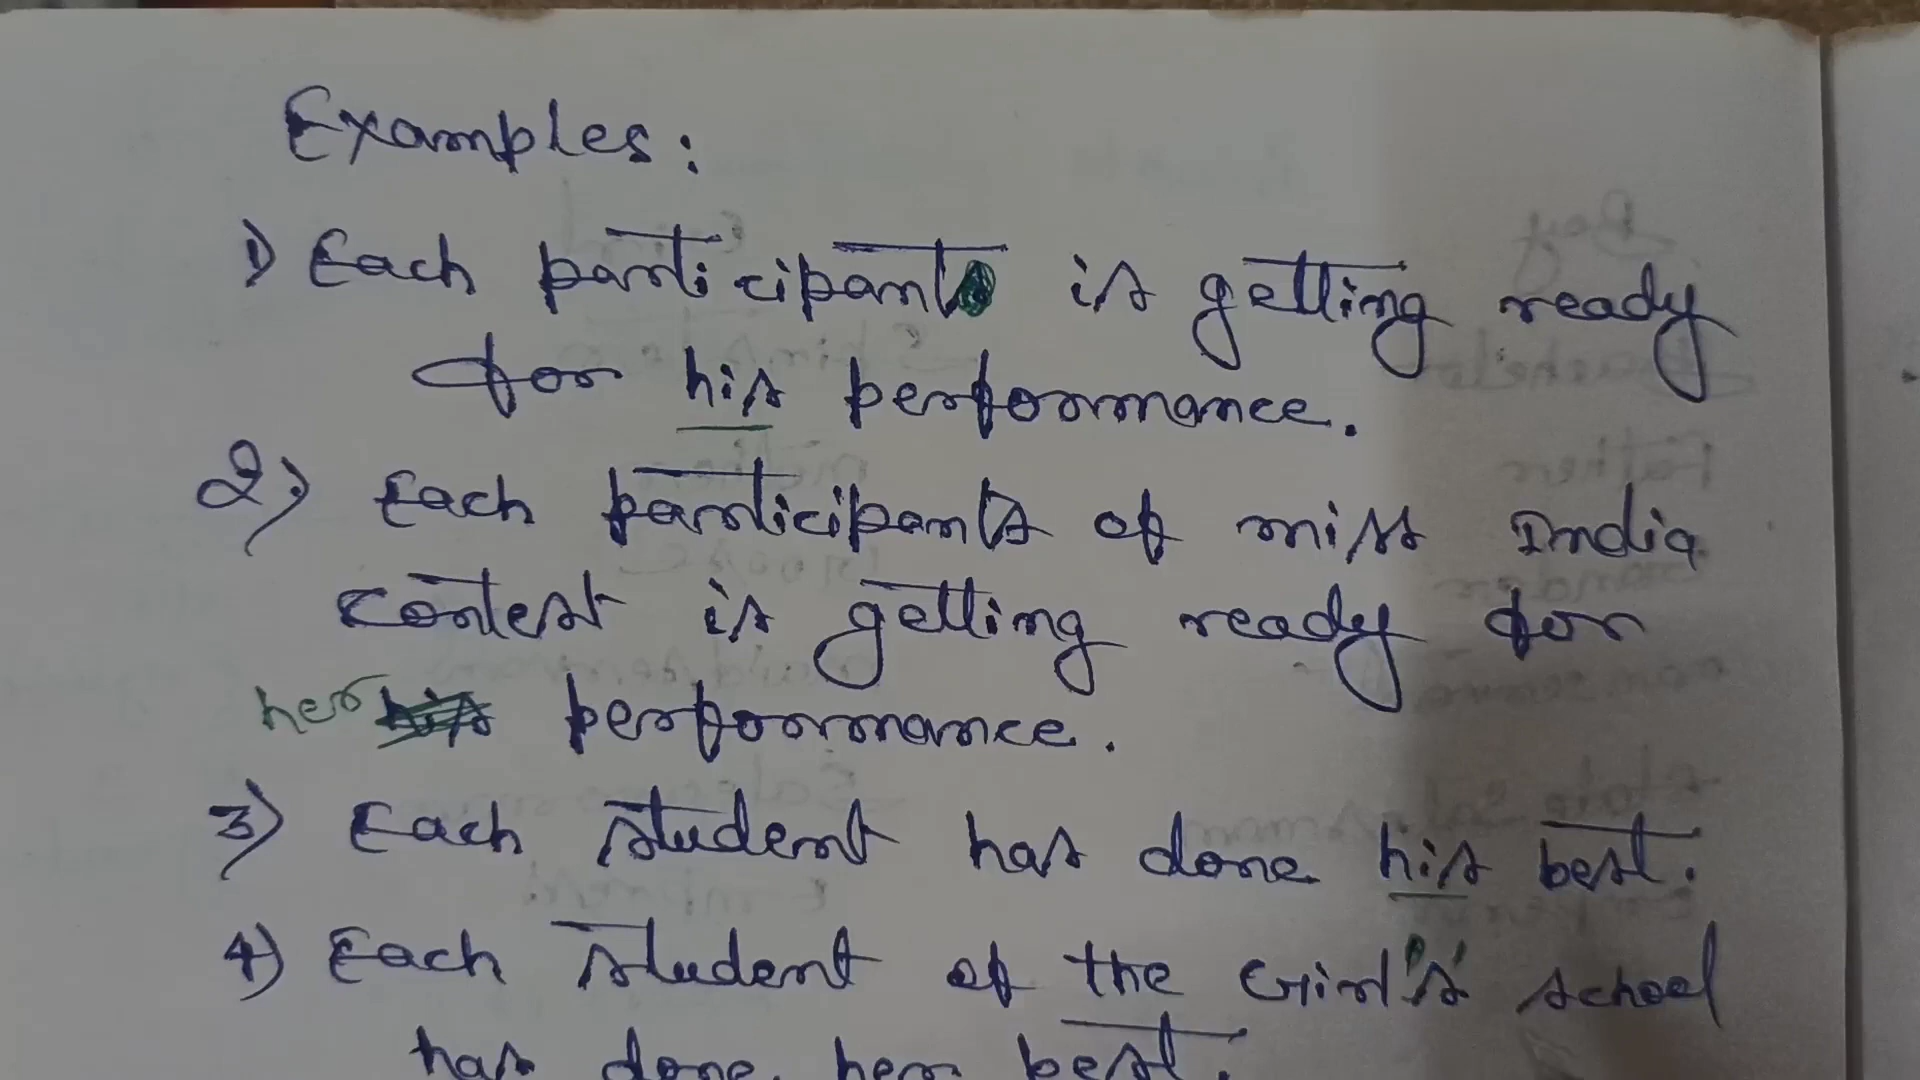 Examples:
1) Each participant is getting ready
for his performance.
2) Each participants of miss India
contest is getting ready for
her performance.
3) Each student has done his best.
4) Each student of the Girl's' school
has done her best.